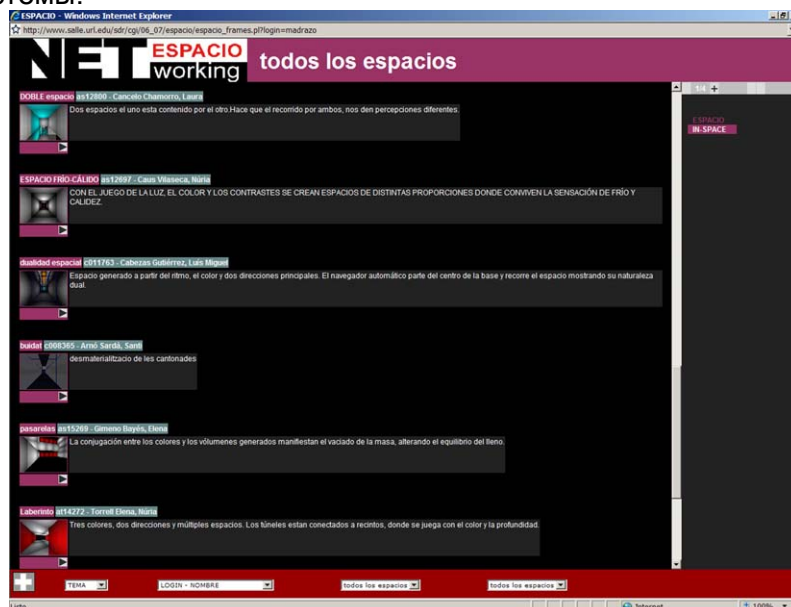 ESPACIO - Windows Internet Explorer
http://www.salle.url.edu/sdr/cgi/06_07/espacio/espacio_frames.pl?login=madrazo
NET ESPACIO
working
todos los espacios
1/4 +
ESPACIO
IN-SPACE
DOBLE espacio as12800 - Cancelo Chamorro, Laura
Dos espacios el uno esta contenido por el otro.Hace que el recorrido por ambos, nos den percepciones diferentes.
ESPACIO FRÍO-CÁLIDO as12697 - Caus Vilaseca, Núria
CON EL JUEGO DE LA LUZ, EL COLOR Y LOS CONTRASTES SE CREAN ESPACIOS DE DISTINTAS PROPORCIONES DONDE CONVIVEN LA SENSACIÓN DE FRÍO Y
CALIDEZ.
dualidad espacial c011763 - Cabezas Gutiérrez, Luis Miguel
Espacio generado a partir del ritmo, el color y dos direcciones principales. El navegador automático parte del centro de la base y recorre el espacio mostrando su naturaleza
dual.
buidat c008365 - Arnó Sardà, Santi
desmaterialitzacio de les cantonades
pasarelas as15269 - Gimeno Bayés, Elena
La conjugación entre los colores y los vólumenes generados manifiestan el vaciado de la masa, alterando el equilibrio del lleno.
Laberinto at14272 - Torrell Elena, Núria
Tres colores, dos direcciones y múltiples espacios. Los túneles estan conectados a recintos, donde se juega con el color y la profundidad.
TEMA
LOGIN - NOMBRE
todos los espacios
todos los espacios
Internet
100%